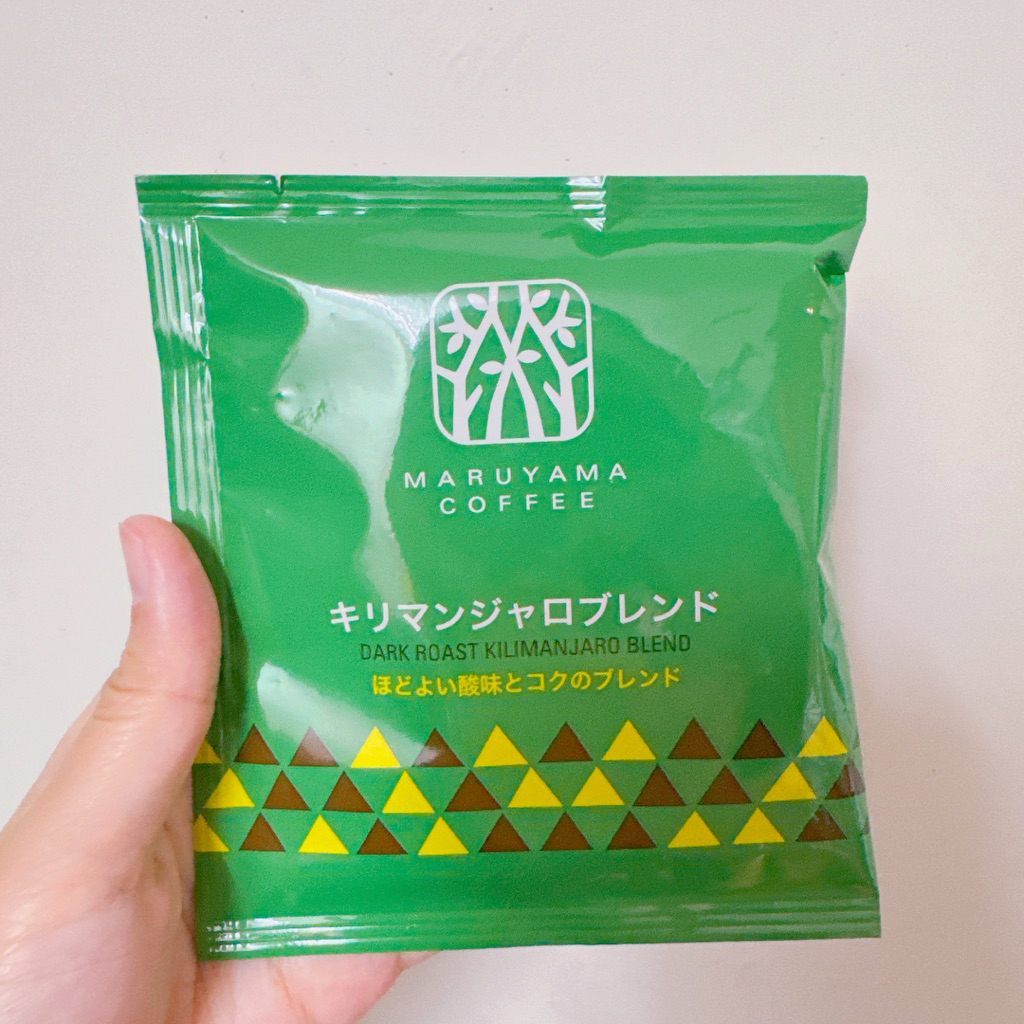 MARUYAMA
COFFEE
キリマンジャロブレンド
DARK ROAST KILIMANJARO BLEND
ほどよい酸味とコクのブレンド